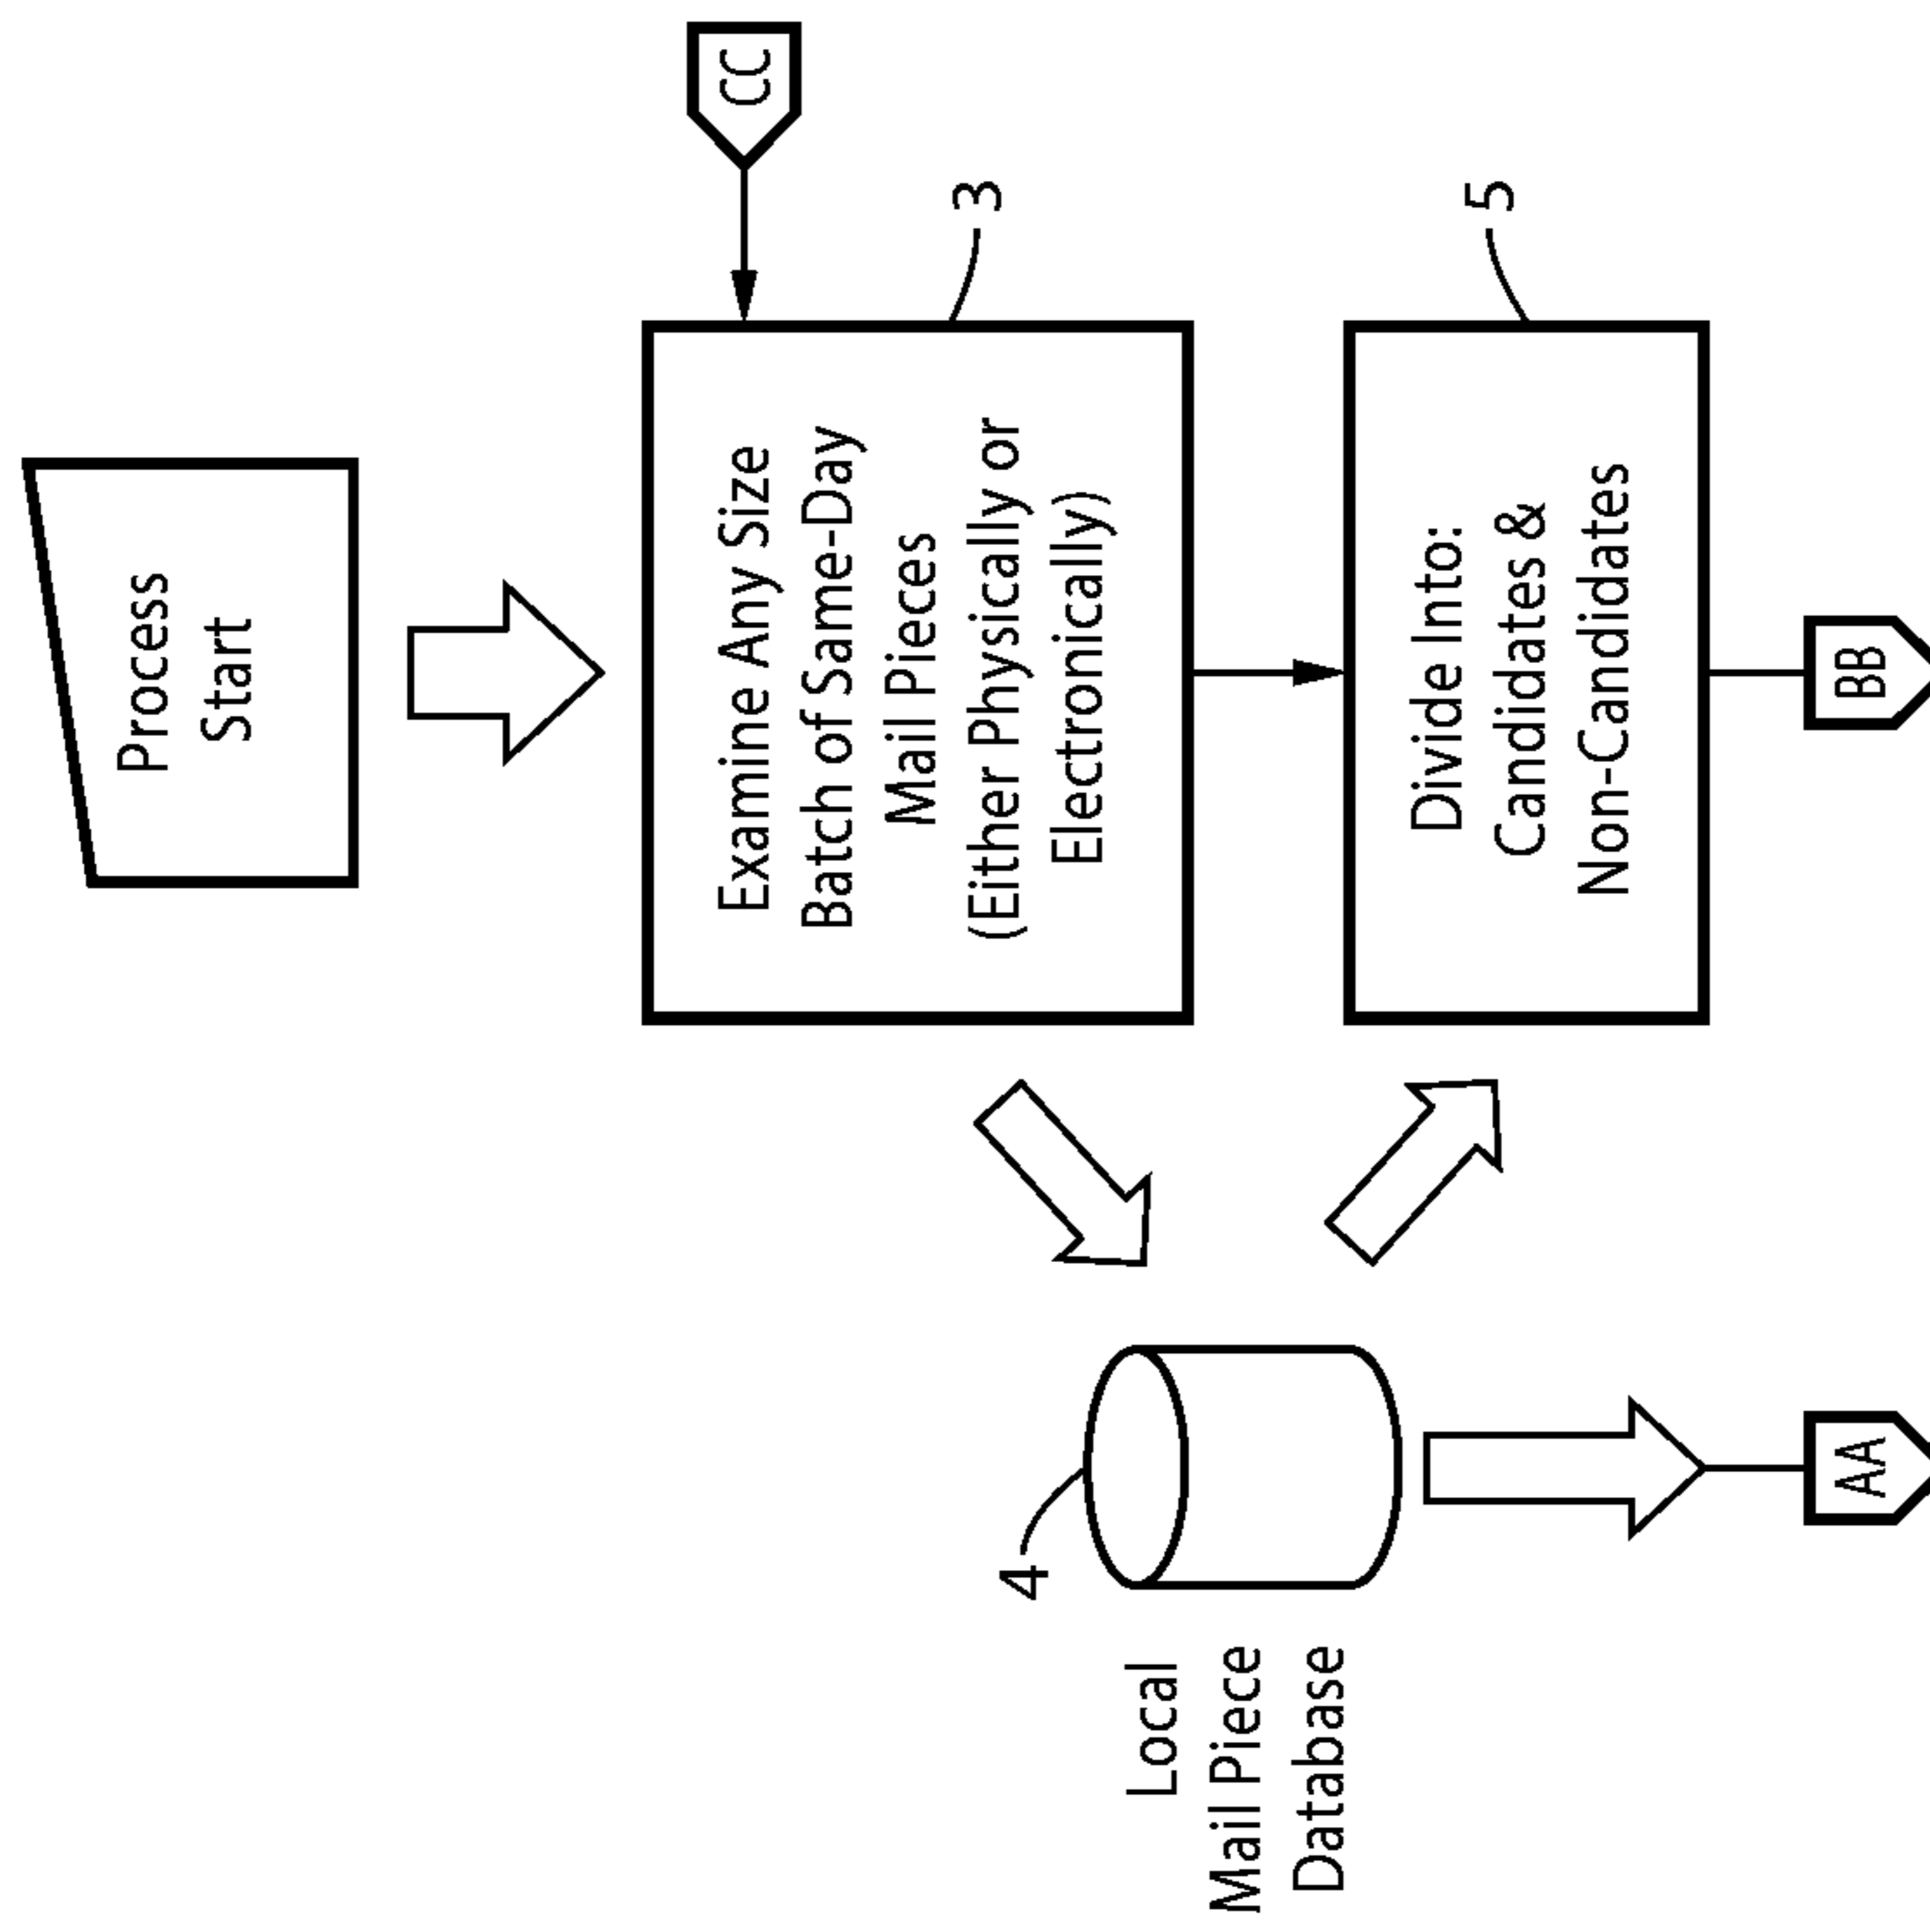 Process
Start
CC
3
Examine Any Size
Batch of Same-Day
Mail Pieces
(Either Physically or
Electronically)
4
Local
Mail Piece
Database
5
Divide Into:
Candidates &
Non-Candidates
AA
BB